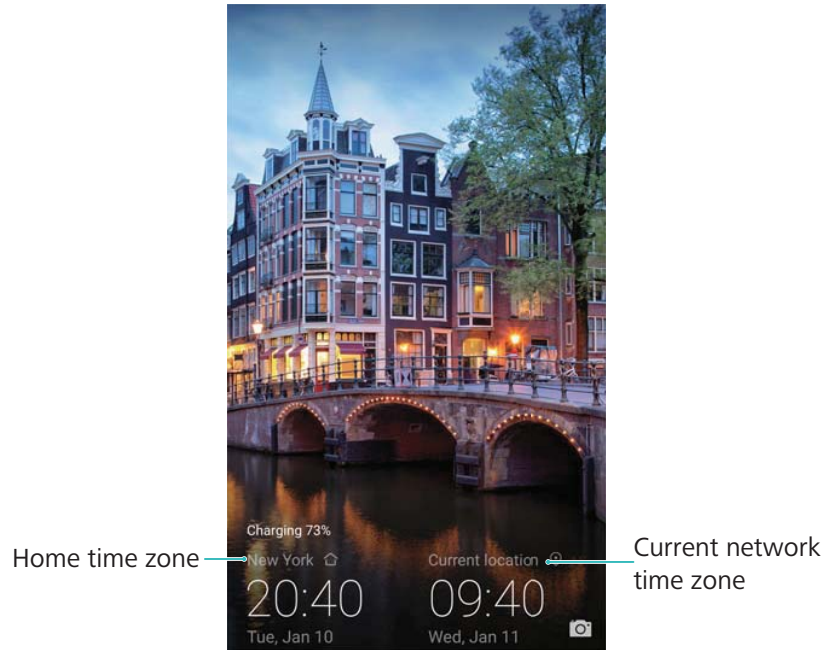 Charging 73%
Home time zone
New York
Current location
Current network
time zone
20:40
09:40
Tue, Jan 10
Wed, Jan 11